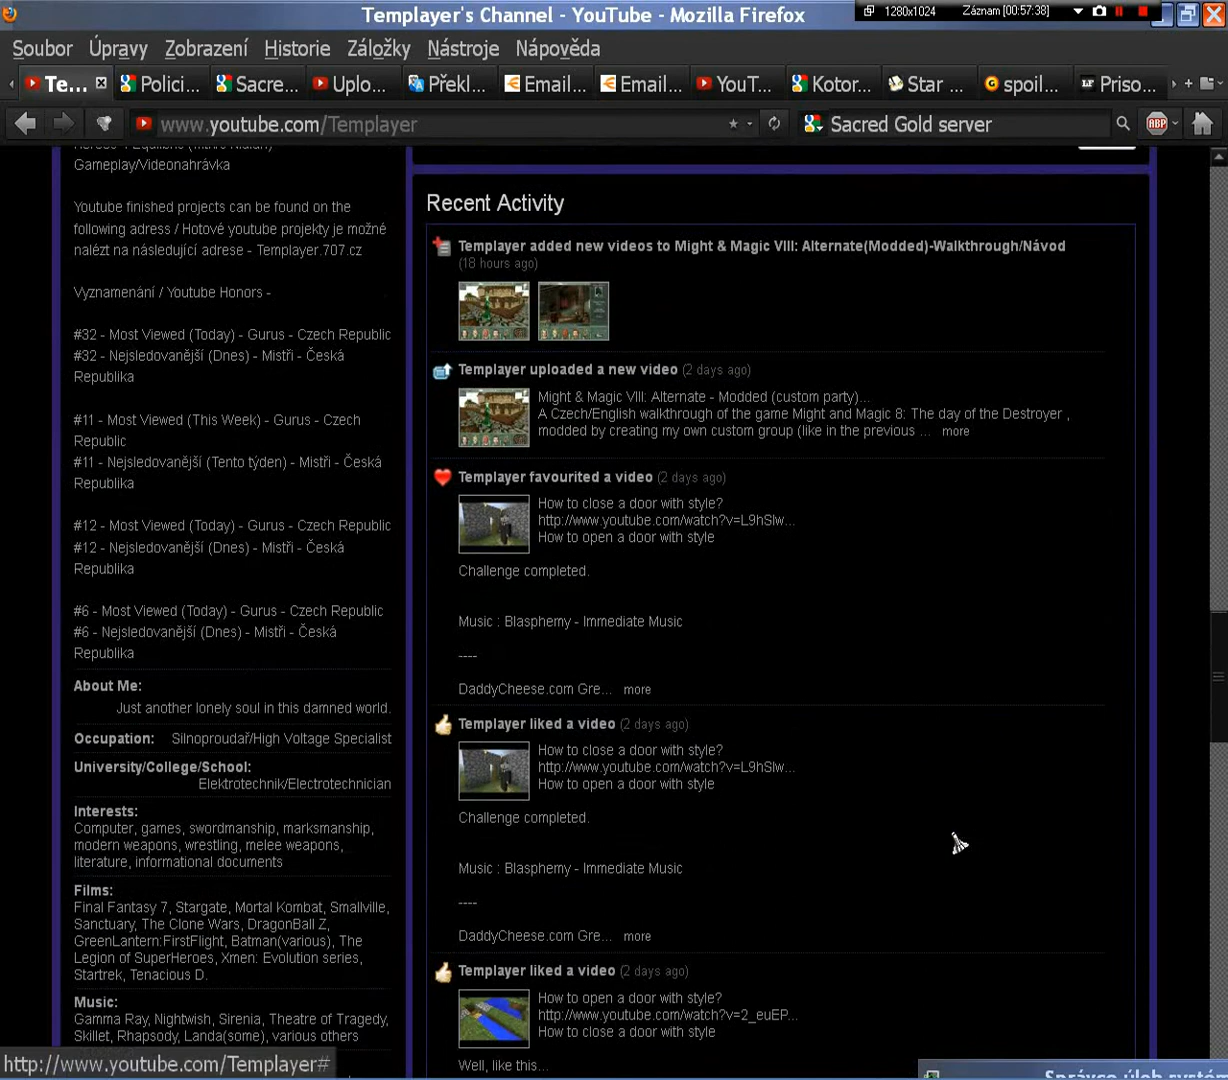 Templayer's Channel - YouTube - Mozilla Firefox
1280x1024 Záznam [00:57:38]
Soubor Úpravy Zobrazení Historie Záložky Nástroje Nápověda
Te... Polici... Sacre... Uplo... Překl... Email... Email... YouT... Kotor... Star ... spoil... Priso...
www.youtube.com/Templayer Sacred Gold server ABP
Gameplay/Videonahrávka
Youtube finished projects can be found on the
following adress / Hotové youtube projekty je možné
nalézt na následující adrese - Templayer.707.cz
Vyznamenání / Youtube Honors -
#32 - Most Viewed (Today) - Gurus - Czech Republic
#32 - Nejsledovanější (Dnes) - Mistři - Česká
Republika
#11 - Most Viewed (This Week) - Gurus - Czech
Republic
#11 - Nejsledovanější (Tento týden) - Mistři - Česká
Republika
#12 - Most Viewed (Today) - Gurus - Czech Republic
#12 - Nejsledovanější (Dnes) - Mistři - Česká
Republika
#6 - Most Viewed (Today) - Gurus - Czech Republic
#6 - Nejsledovanější (Dnes) - Mistři - Česká
Republika
About Me:
Just another lonely soul in this damned world.
Occupation: Silnoproudař/High Voltage Specialist
University/College/School:
Elektrotechnik/Electrotechnician
Interests:
Computer, games, swordmanship, marksmanship,
modern weapons, wrestling, melee weapons,
literature, informational documents
Films:
Final Fantasy 7, Stargate, Mortal Kombat, Smallville,
Sanctuary, The Clone Wars, DragonBall Z,
GreenLantern:FirstFlight, Batman(various), The
Legion of SuperHeroes, Xmen: Evolution series,
Startrek, Tenacious D.
Music:
Gamma Ray, Nightwish, Sirenia, Theatre of Tragedy,
Skillet, Rhapsody, Landa(some), various others
http://www.youtube.com/Templayer#
Recent Activity
Templayer added new videos to Might & Magic VIII: Alternate(Modded)-Walkthrough/Návod
(18 hours ago)
Templayer uploaded a new video (2 days ago)
Might & Magic VIII: Alternate - Modded (custom party)...
A Czech/English walkthrough of the game Might and Magic 8: The day of the Destroyer ,
modded by creating my own custom group (like in the previous ... more
Templayer favourited a video (2 days ago)
How to close a door with style?
http://www.youtube.com/watch?v=L9hSlw...
How to open a door with style
Challenge completed.
Music : Blasphemy - Immediate Music
----
DaddyCheese.com Gre... more
Templayer liked a video (2 days ago)
How to close a door with style?
http://www.youtube.com/watch?v=L9hSlw...
How to open a door with style
Challenge completed.
Music : Blasphemy - Immediate Music
----
DaddyCheese.com Gre... more
Templayer liked a video (2 days ago)
How to open a door with style?
http://www.youtube.com/watch?v=2_euEP...
How to close a door with style
Well, like this...
Správce úloh systém